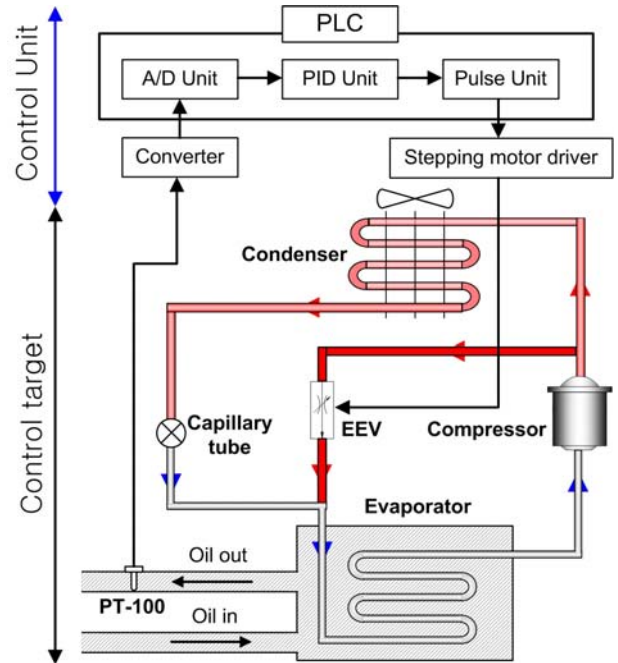 PLC
A/D Unit
PID Unit
Pulse Unit
Converter
Stepping motor driver
Control Unit
Control target
Condenser
Capillary
tube
EEV
Compressor
Evaporator
Oil out
PT-100
Oil in